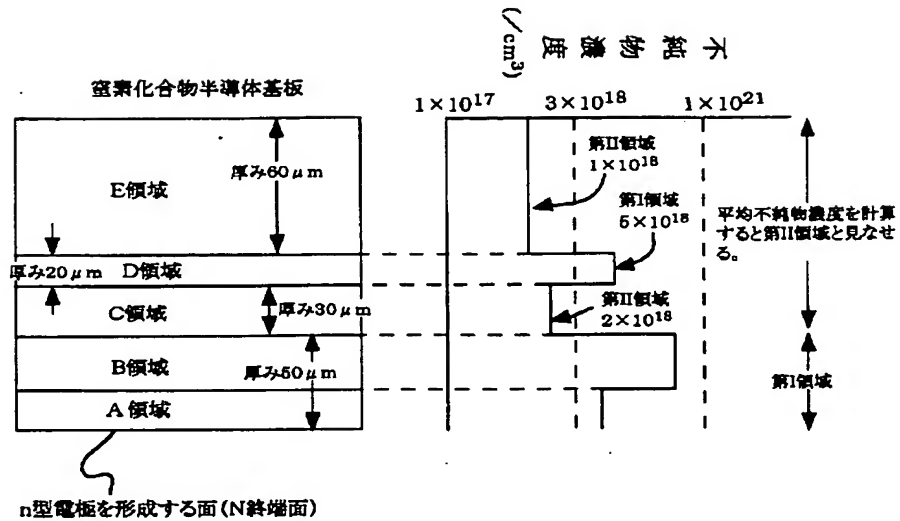 不純物濃度
(/cm³)
窒素化合物半導体基板
1×10¹⁷
3×10¹⁸
1×10²¹
厚み60μm
E領域
第II領域
1×10¹⁸
第I領域
5×10¹⁸
平均不純物濃度を計算
すると第II領域と見なせ
る。
厚み20μm
D領域
C領域
厚み30μm
第II領域
2×10¹⁸
B領域
厚み50μm
第I領域
A領域
n型電極を形成する面(N終端面)